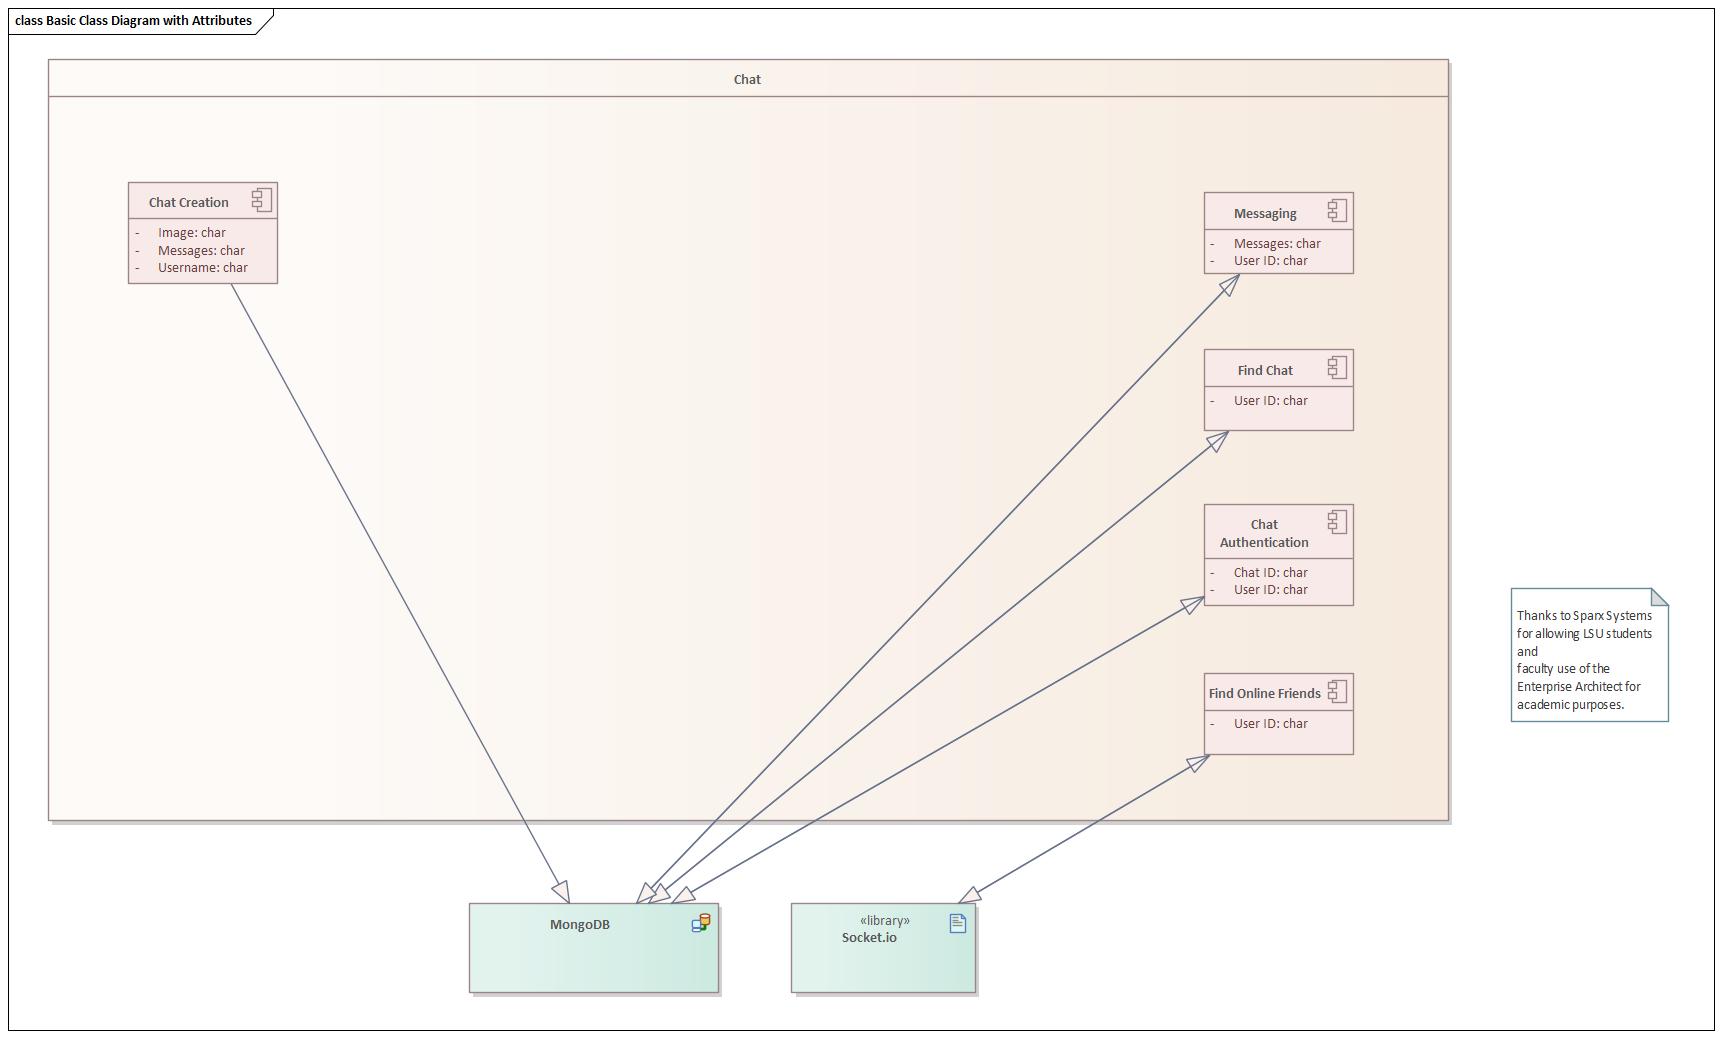 class Basic Class Diagram with Attributes
Chat
Chat Creation
- Image: char
- Messages: char
- Username: char
Messaging
- Messages: char
- User ID: char
Find Chat
- User ID: char
Chat
Authentication
- Chat ID: char
- User ID: char
Find Online Friends
- User ID: char
Thanks to Sparx Systems
for allowing LSU students
and
faculty use of the
Enterprise Architect for
academic purposes.
MongoDB
«library»
Socket.io